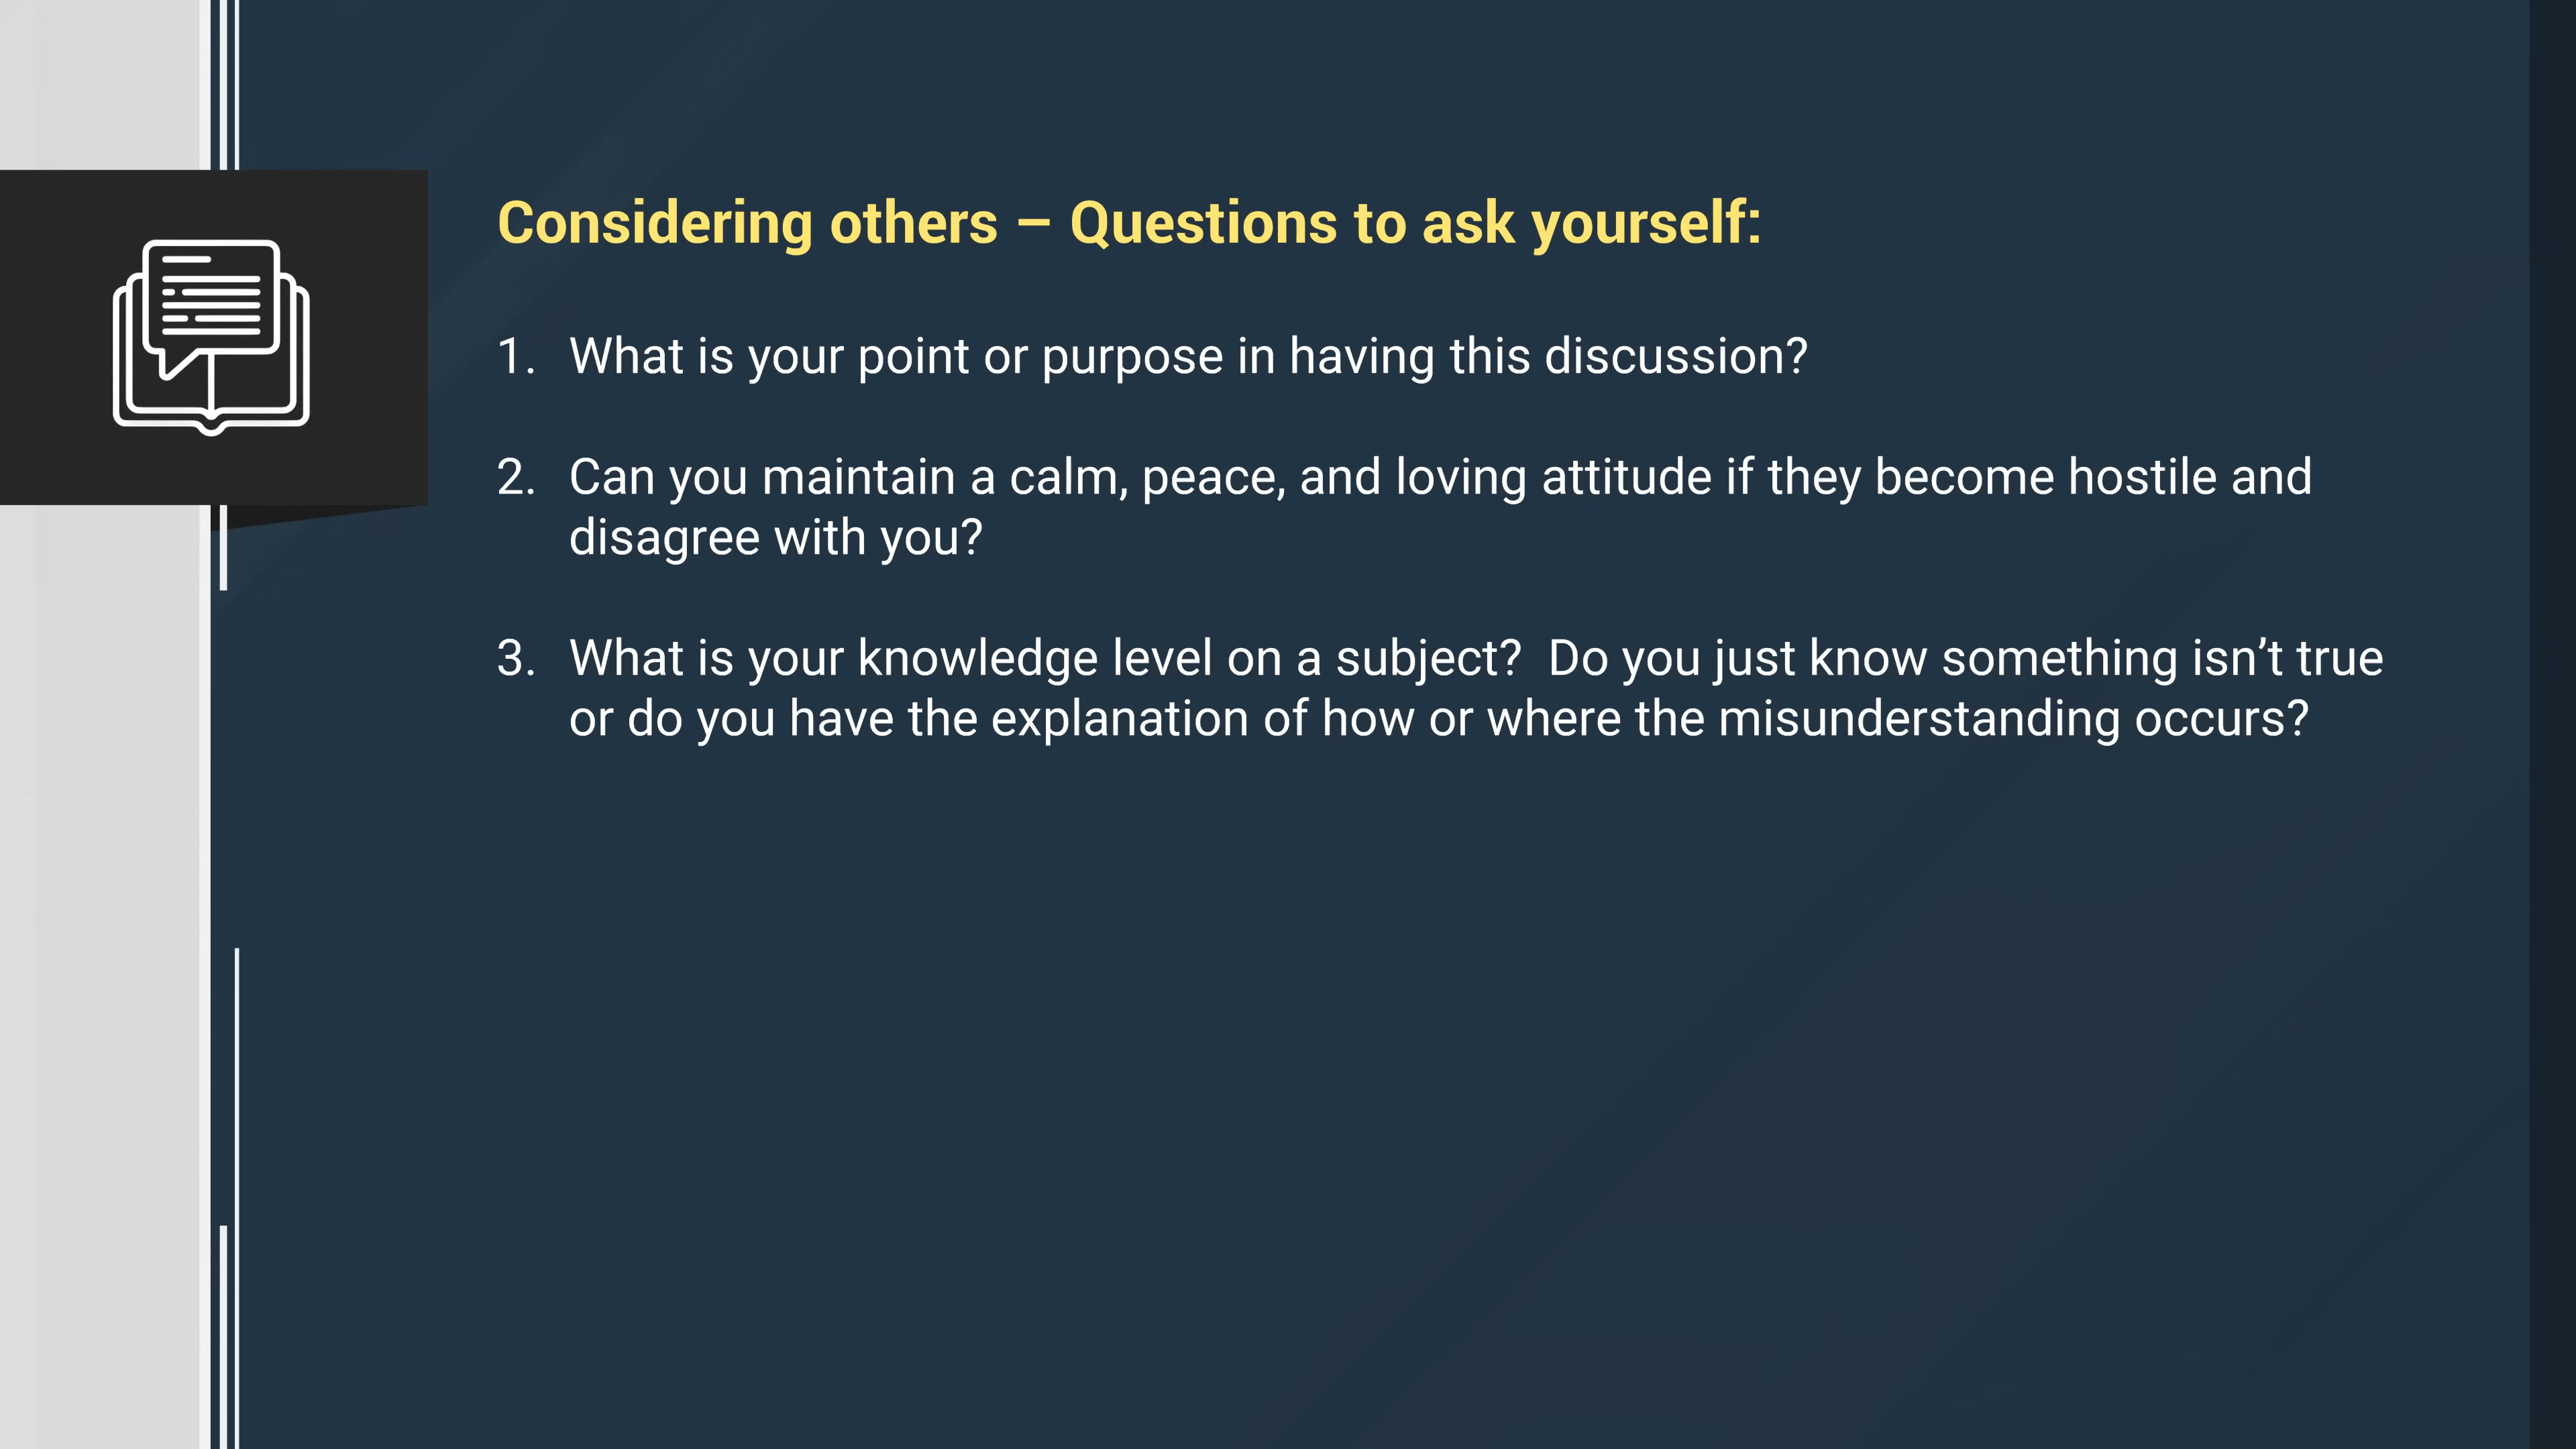 Considering others – Questions to ask yourself:
1. What is your point or purpose in having this discussion?
2. Can you maintain a calm, peace, and loving attitude if they become hostile and
disagree with you?
3. What is your knowledge level on a subject?  Do you just know something isn’t true
or do you have the explanation of how or where the misunderstanding occurs?